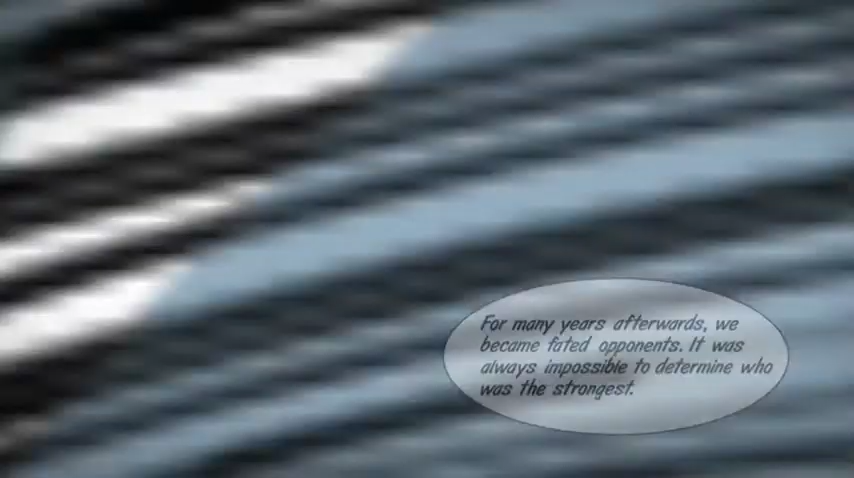 For many years afterwards, we
became fated opponents. It was
always impossible to determine who
was the strongest.